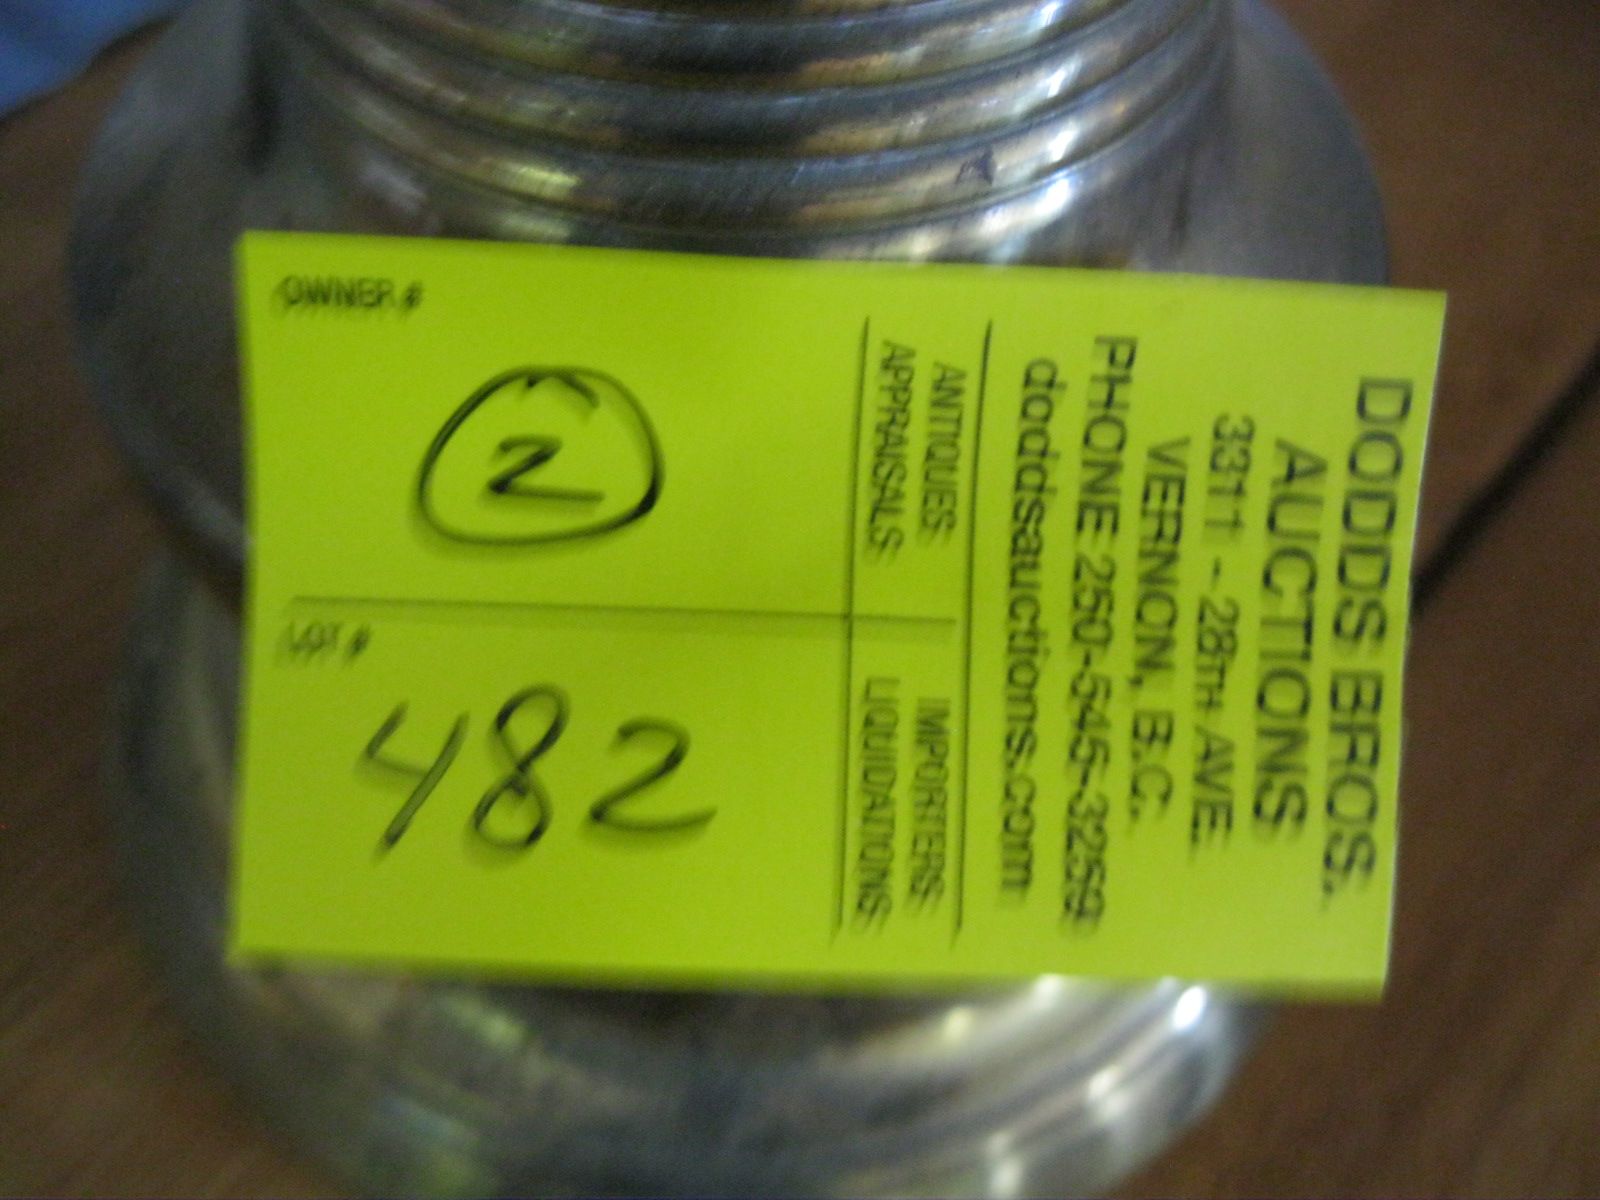 DODDS BROS.
AUCTIONS
3311 - 28TH AVE.
VERNON, B.C.
PHONE 250-545-3259
doddsauctions.com
ANTIQUES IMPORTERS
APPRAISALS LIQUIDATIONS
OWNER #
2
LOT #
482